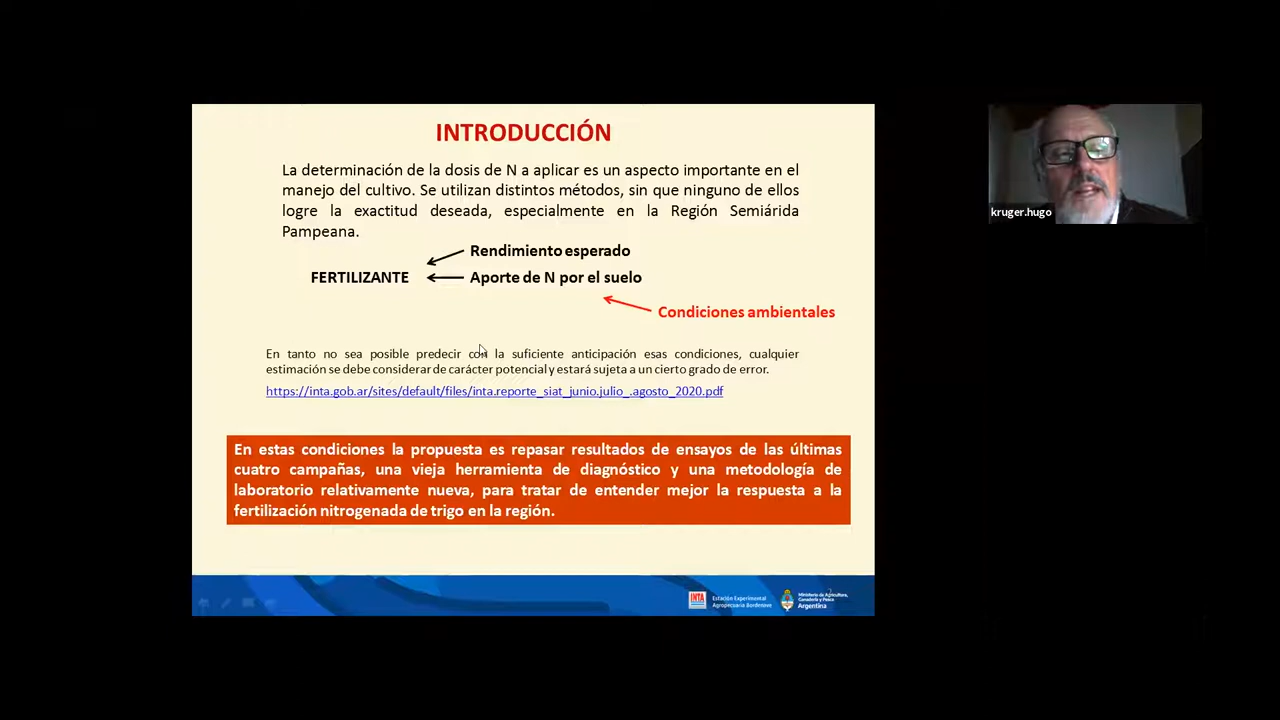 INTRODUCCIÓN
La determinación de la dosis de N a aplicar es un aspecto importante en el
manejo del cultivo. Se utilizan distintos métodos, sin que ninguno de ellos
logre la exactitud deseada, especialmente en la Región Semiárida
Pampeana.
Rendimiento esperado
FERTILIZANTE
Aporte de N por el suelo
Condiciones ambientales
En tanto no sea posible predecir con la suficiente anticipación esas condiciones, cualquier
estimación se debe considerar de carácter potencial y estará sujeta a un cierto grado de error.
https://inta.gob.ar/sites/default/files/inta.reporte_siat_junio.julio_.agosto_2020.pdf
En estas condiciones la propuesta es repasar resultados de ensayos de las últimas
cuatro campañas, una vieja herramienta de diagnóstico y una metodología de
laboratorio relativamente nueva, para tratar de entender mejor la respuesta a la
fertilización nitrogenada de trigo en la región.
INTA
Estación Experimental
Agropecuaria Bordenave
Ministerio de Agricultura,
Ganadería y Pesca
Argentina
kruger.hugo